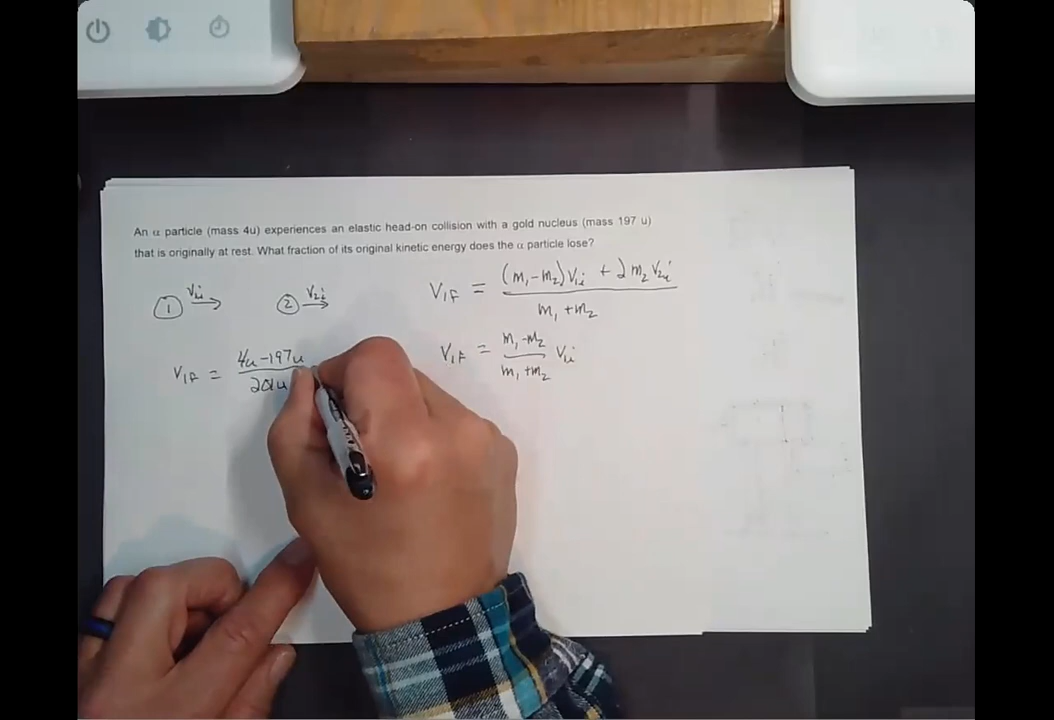 An α particle (mass 4u) experiences an elastic head-on collision with a gold nucleus (mass 197 u)
that is originally at rest. What fraction of its original kinetic energy does the α particle lose?
V1F = (m1-m2)V1i + 2m2V2i / m1+m2
1 V1i 2 V2i
V1F = m1-m2 / m1+m2 V1i
V1F = 4u-197u / 201u